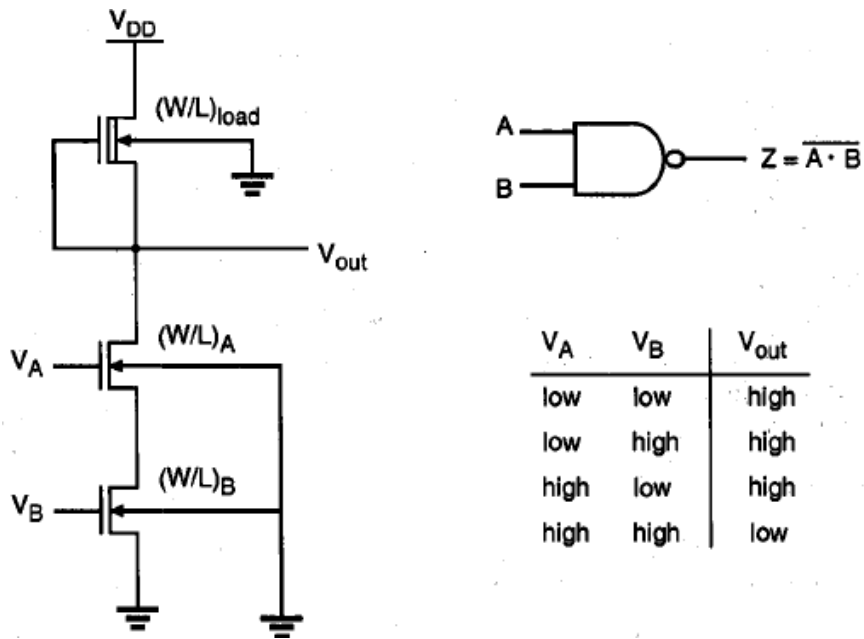 V_DD
(W/L)_load
V_out
V_A
(W/L)_A
V_B
(W/L)_B
A
B
Z = \overline{A · B}
V_A V_B V_out
low low high
low high high
high low high
high high low